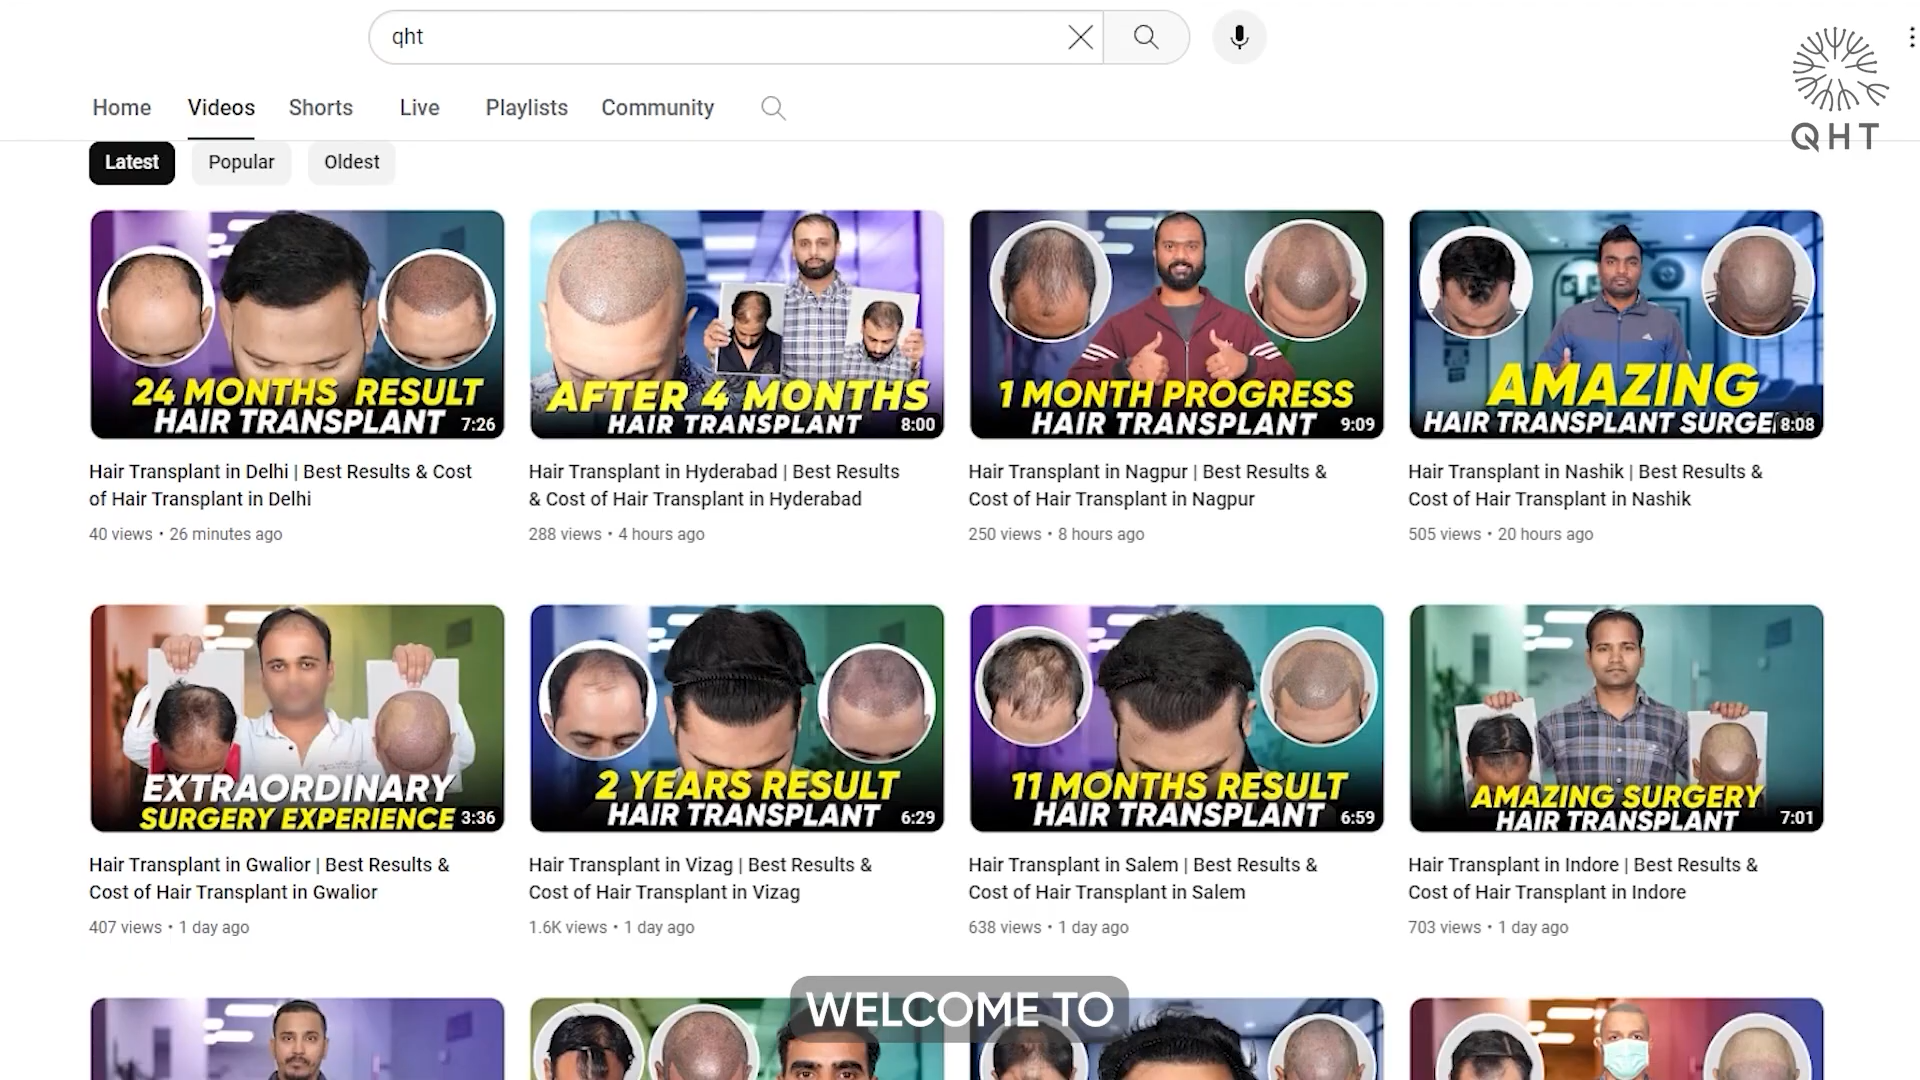 qht
QHT
Home Videos Shorts Live Playlists Community
Latest Popular Oldest
24 MONTHS RESULT
HAIR TRANSPLANT
7:26
AFTER 4 MONTHS
HAIR TRANSPLANT
8:00
1 MONTH PROGRESS
HAIR TRANSPLANT
9:09
AMAZING
HAIR TRANSPLANT SURGE
8:08
Hair Transplant in Delhi | Best Results & Cost
of Hair Transplant in Delhi
40 views • 26 minutes ago
Hair Transplant in Hyderabad | Best Results
& Cost of Hair Transplant in Hyderabad
288 views • 4 hours ago
Hair Transplant in Nagpur | Best Results &
Cost of Hair Transplant in Nagpur
250 views • 8 hours ago
Hair Transplant in Nashik | Best Results &
Cost of Hair Transplant in Nashik
505 views • 20 hours ago
EXTRAORDINARY
SURGERY EXPERIENCE
3:36
2 YEARS RESULT
HAIR TRANSPLANT
6:29
11 MONTHS RESULT
HAIR TRANSPLANT
6:59
AMAZING SURGERY
HAIR TRANSPLANT
7:01
Hair Transplant in Gwalior | Best Results &
Cost of Hair Transplant in Gwalior
407 views • 1 day ago
Hair Transplant in Vizag | Best Results &
Cost of Hair Transplant in Vizag
1.6K views • 1 day ago
Hair Transplant in Salem | Best Results &
Cost of Hair Transplant in Salem
638 views • 1 day ago
Hair Transplant in Indore | Best Results &
Cost of Hair Transplant in Indore
703 views • 1 day ago
WELCOME TO